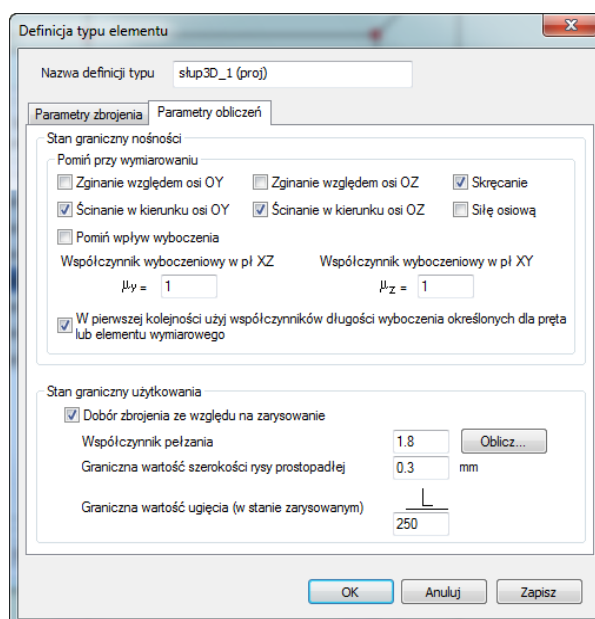 Definicja typu elementu
Nazwa definicji typu słup3D_1 (proj)
Parametry zbrojenia Parametry obliczeń
Stan graniczny nośności
Pomiń przy wymiarowaniu
Zginanie względem osi OY Zginanie względem osi OZ Skręcanie
Ścinanie w kierunku osi OY Ścinanie w kierunku osi OZ Siłę osiową
Pomiń wpływ wyboczenia
Współczynnik wyboczeniowy w pł XZ Współczynnik wyboczeniowy w pł XY
μy = 1 μz = 1
W pierwszej kolejności użyj współczynników długości wyboczenia określonych dla pręta
lub elementu wymiarowego
Stan graniczny użytkowania
Dobór zbrojenia ze względu na zarysowanie
Współczynnik pełzania 1.8 Oblicz...
Graniczna wartość szerokości rysy prostopadłej 0.3 mm
L
Graniczna wartość ugięcia (w stanie zarysowanym)
250
OK Anuluj Zapisz